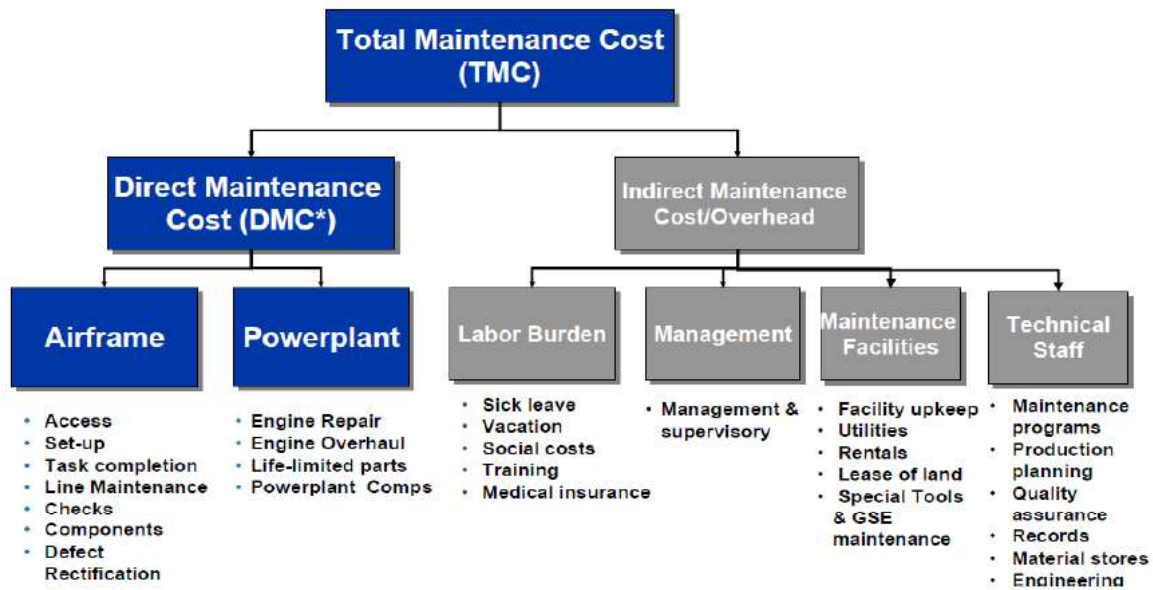 Total Maintenance Cost
(TMC)
Direct Maintenance
Cost (DMC*)
Indirect Maintenance
Cost/Overhead
Airframe
Powerplant
Labor Burden
Management
Maintenance
Facilities
Technical
Staff
• Access
• Set-up
• Task completion
• Line Maintenance
• Checks
• Components
• Defect
Rectification
• Engine Repair
• Engine Overhaul
• Life-limited parts
• Powerplant Comps
• Sick leave
• Vacation
• Social costs
• Training
• Medical insurance
• Management &
supervisory
• Facility upkeep
• Utilities
• Rentals
• Lease of land
• Special Tools
& GSE
maintenance
• Maintenance
programs
• Production
planning
• Quality
assurance
• Records
• Material stores
• Engineering